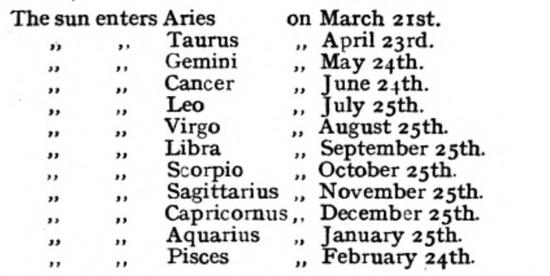 The sun enters Aries on March 21st.
„ „ Taurus „ April 23rd.
„ „ Gemini „ May 24th.
„ „ Cancer „ June 24th.
„ „ Leo „ July 25th.
„ „ Virgo „ August 25th.
„ „ Libra „ September 25th.
„ „ Scorpio „ October 25th.
„ „ Sagittarius „ November 25th.
„ „ Capricornus „ December 25th.
„ „ Aquarius „ January 25th.
„ „ Pisces „ February 24th.